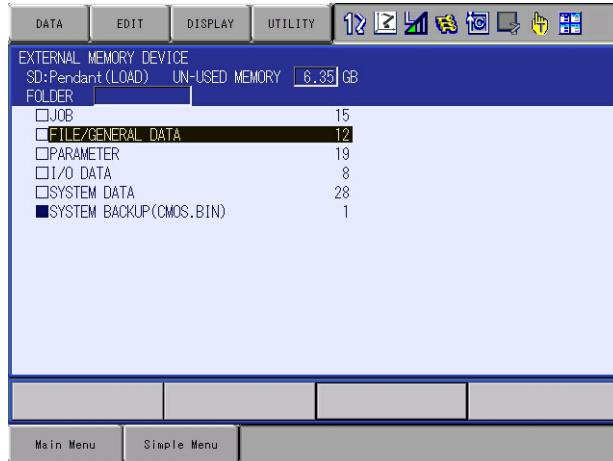 DATA EDIT DISPLAY UTILITY
EXTERNAL MEMORY DEVICE
SD:Pendant(LOAD) UN-USED MEMORY 6.35 GB
FOLDER
JOB 15
FILE/GENERAL DATA 12
PARAMETER 19
I/O DATA 8
SYSTEM DATA 28
SYSTEM BACKUP(CMOS.BIN) 1
Main Menu Simple Menu